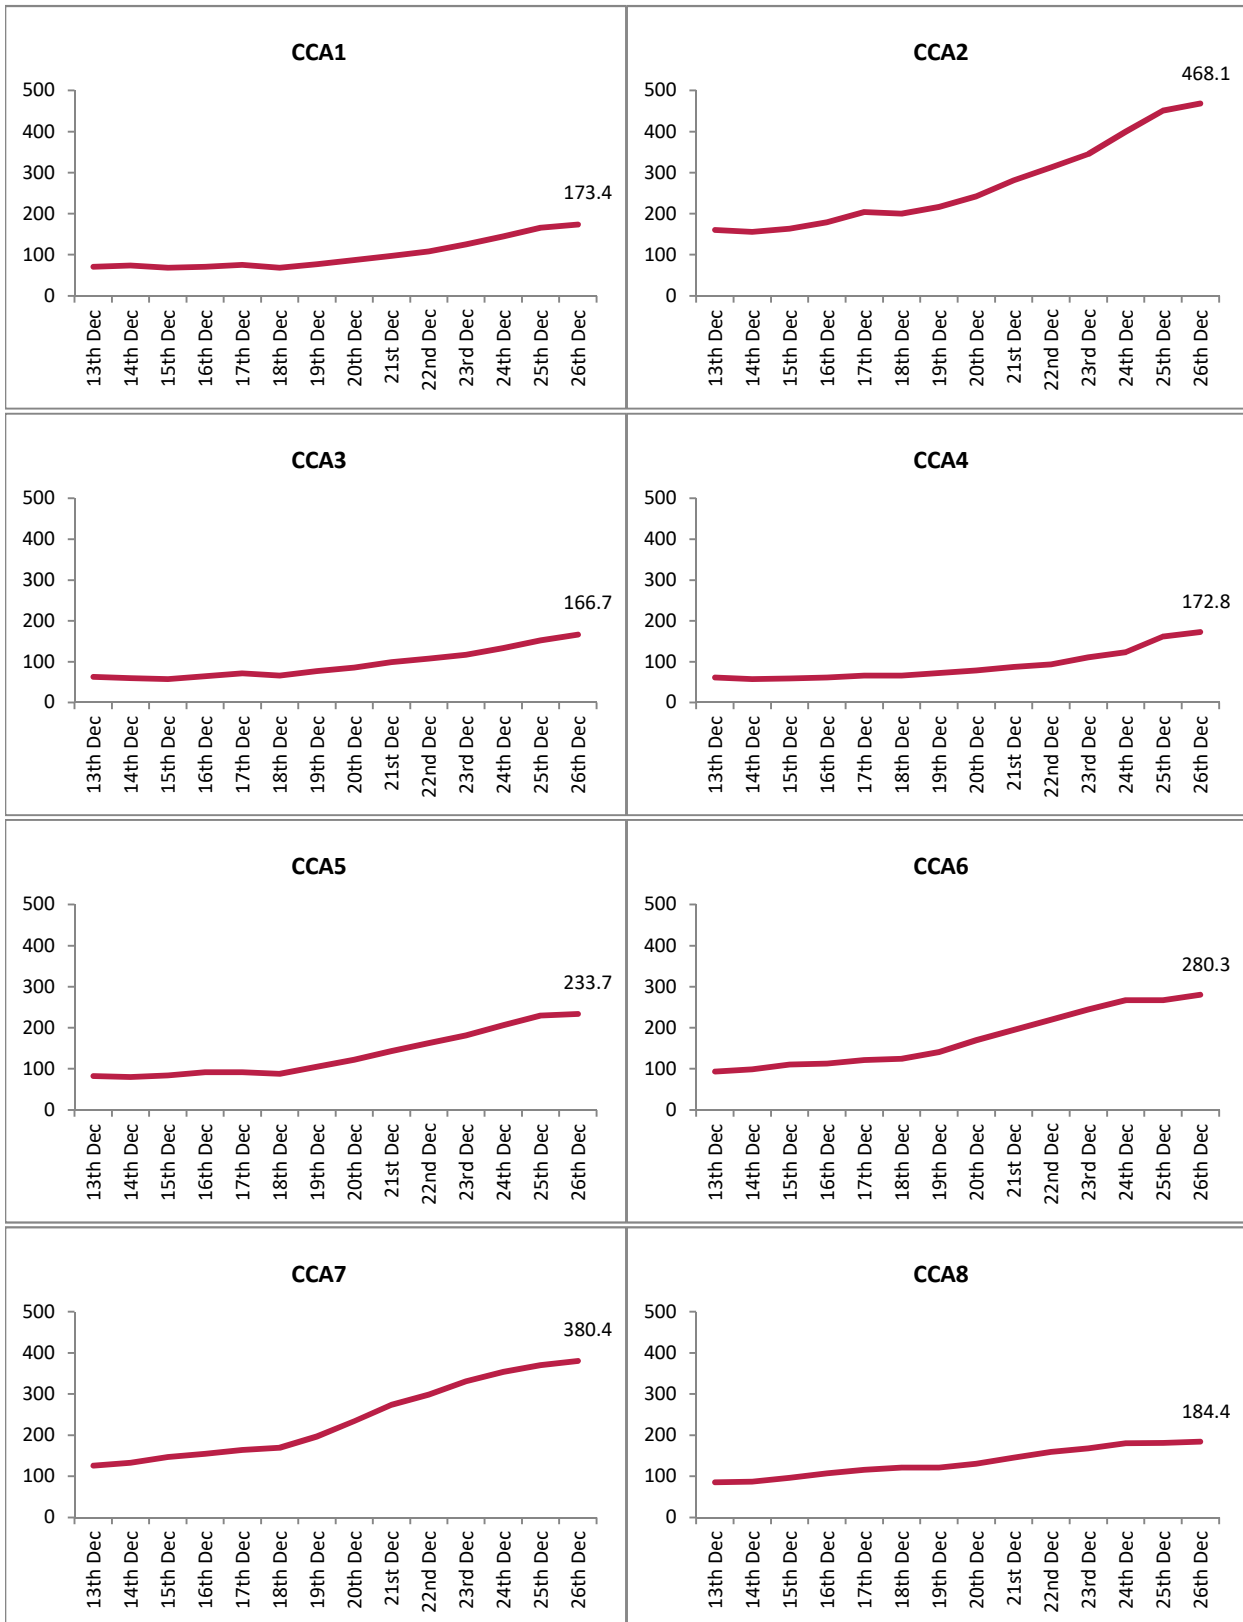 CCA1
173.4
500
400
300
200
100
0
13th Dec
14th Dec
15th Dec
16th Dec
17th Dec
18th Dec
19th Dec
20th Dec
21st Dec
22nd Dec
23rd Dec
24th Dec
25th Dec
26th Dec
CCA2
468.1
500
400
300
200
100
0
13th Dec
14th Dec
15th Dec
16th Dec
17th Dec
18th Dec
19th Dec
20th Dec
21st Dec
22nd Dec
23rd Dec
24th Dec
25th Dec
26th Dec
CCA3
166.7
500
400
300
200
100
0
13th Dec
14th Dec
15th Dec
16th Dec
17th Dec
18th Dec
19th Dec
20th Dec
21st Dec
22nd Dec
23rd Dec
24th Dec
25th Dec
26th Dec
CCA4
172.8
500
400
300
200
100
0
13th Dec
14th Dec
15th Dec
16th Dec
17th Dec
18th Dec
19th Dec
20th Dec
21st Dec
22nd Dec
23rd Dec
24th Dec
25th Dec
26th Dec
CCA5
233.7
500
400
300
200
100
0
13th Dec
14th Dec
15th Dec
16th Dec
17th Dec
18th Dec
19th Dec
20th Dec
21st Dec
22nd Dec
23rd Dec
24th Dec
25th Dec
26th Dec
CCA6
280.3
500
400
300
200
100
0
13th Dec
14th Dec
15th Dec
16th Dec
17th Dec
18th Dec
19th Dec
20th Dec
21st Dec
22nd Dec
23rd Dec
24th Dec
25th Dec
26th Dec
CCA7
380.4
500
400
300
200
100
0
13th Dec
14th Dec
15th Dec
16th Dec
17th Dec
18th Dec
19th Dec
20th Dec
21st Dec
22nd Dec
23rd Dec
24th Dec
25th Dec
26th Dec
CCA8
184.4
500
400
300
200
100
0
13th Dec
14th Dec
15th Dec
16th Dec
17th Dec
18th Dec
19th Dec
20th Dec
21st Dec
22nd Dec
23rd Dec
24th Dec
25th Dec
26th Dec